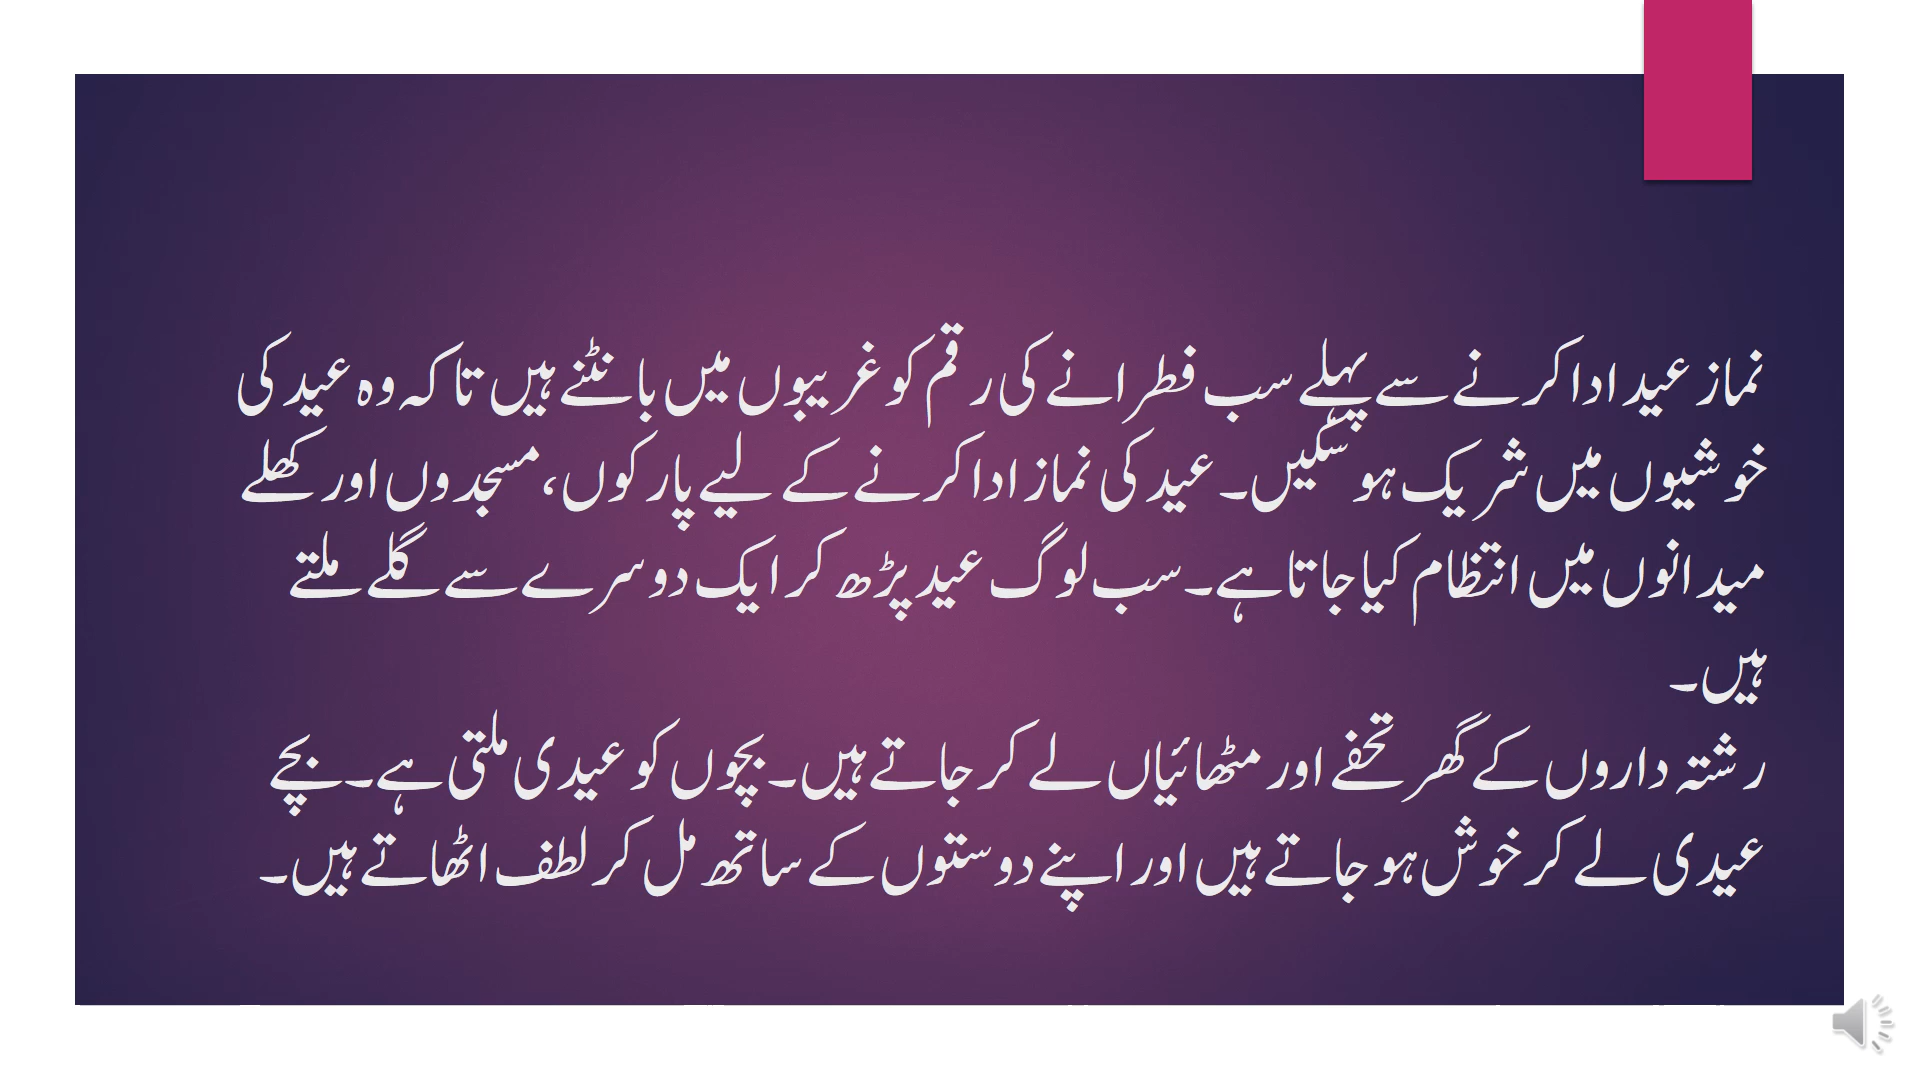 نماز عید ادا کرنے سے پہلے سب فطرانے کی رقم کو غریبوں میں بانٹنے ہیں تاکہ وہ عید کی
خوشیوں میں شریک ہو سکیں۔ عید کی نماز ادا کرنے کے لیے پارکوں، مسجدوں اور کھلے
میدانوں میں انتظام کیا جاتا ہے۔ سب لوگ عید پڑھ کر ایک دوسرے سے گلے ملتے
ہیں۔
رشتہ داروں کے گھر تحفے اور مٹھائیاں لے کر جاتے ہیں۔ بچوں کو عیدی ملتی ہے۔ بچے
عیدی لے کر خوش ہو جاتے ہیں اور اپنے دوستوں کے ساتھ مل کر لطف اٹھاتے ہیں۔